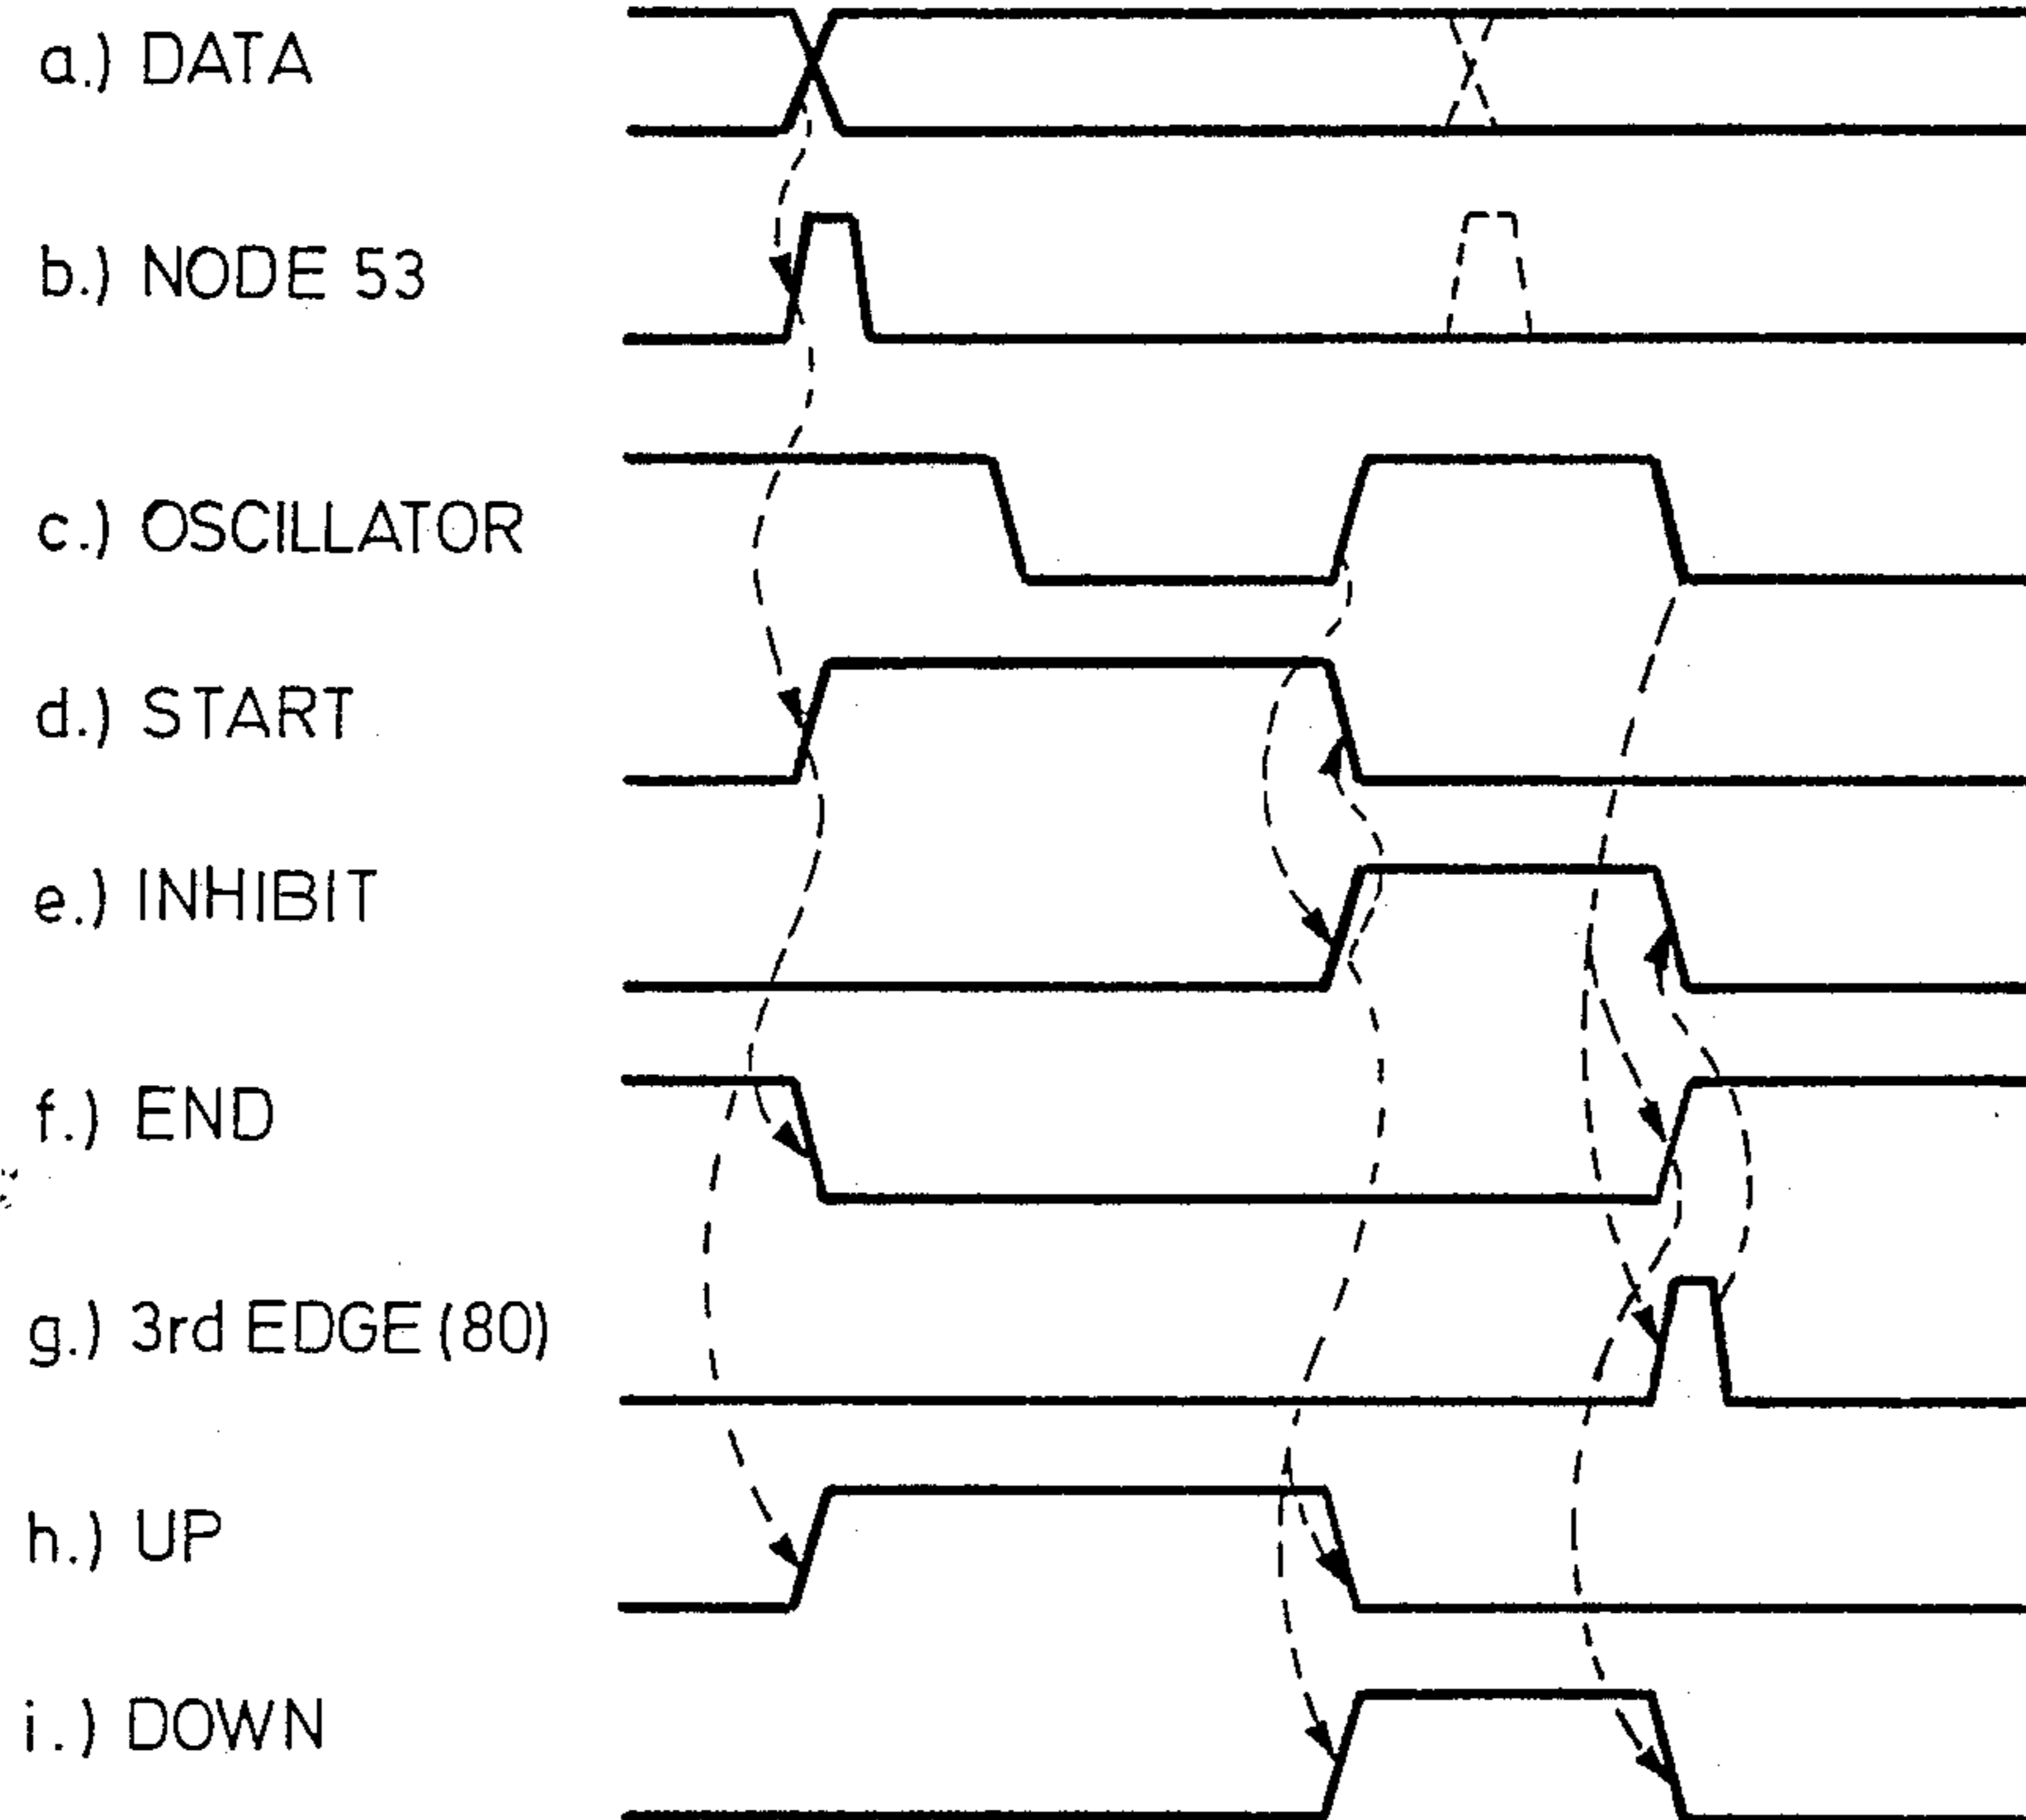 a.) DATA
b.) NODE 53
c.) OSCILLATOR
d.) START
e.) INHIBIT
f.) END
g.) 3rd EDGE (80)
h.) UP
i.) DOWN